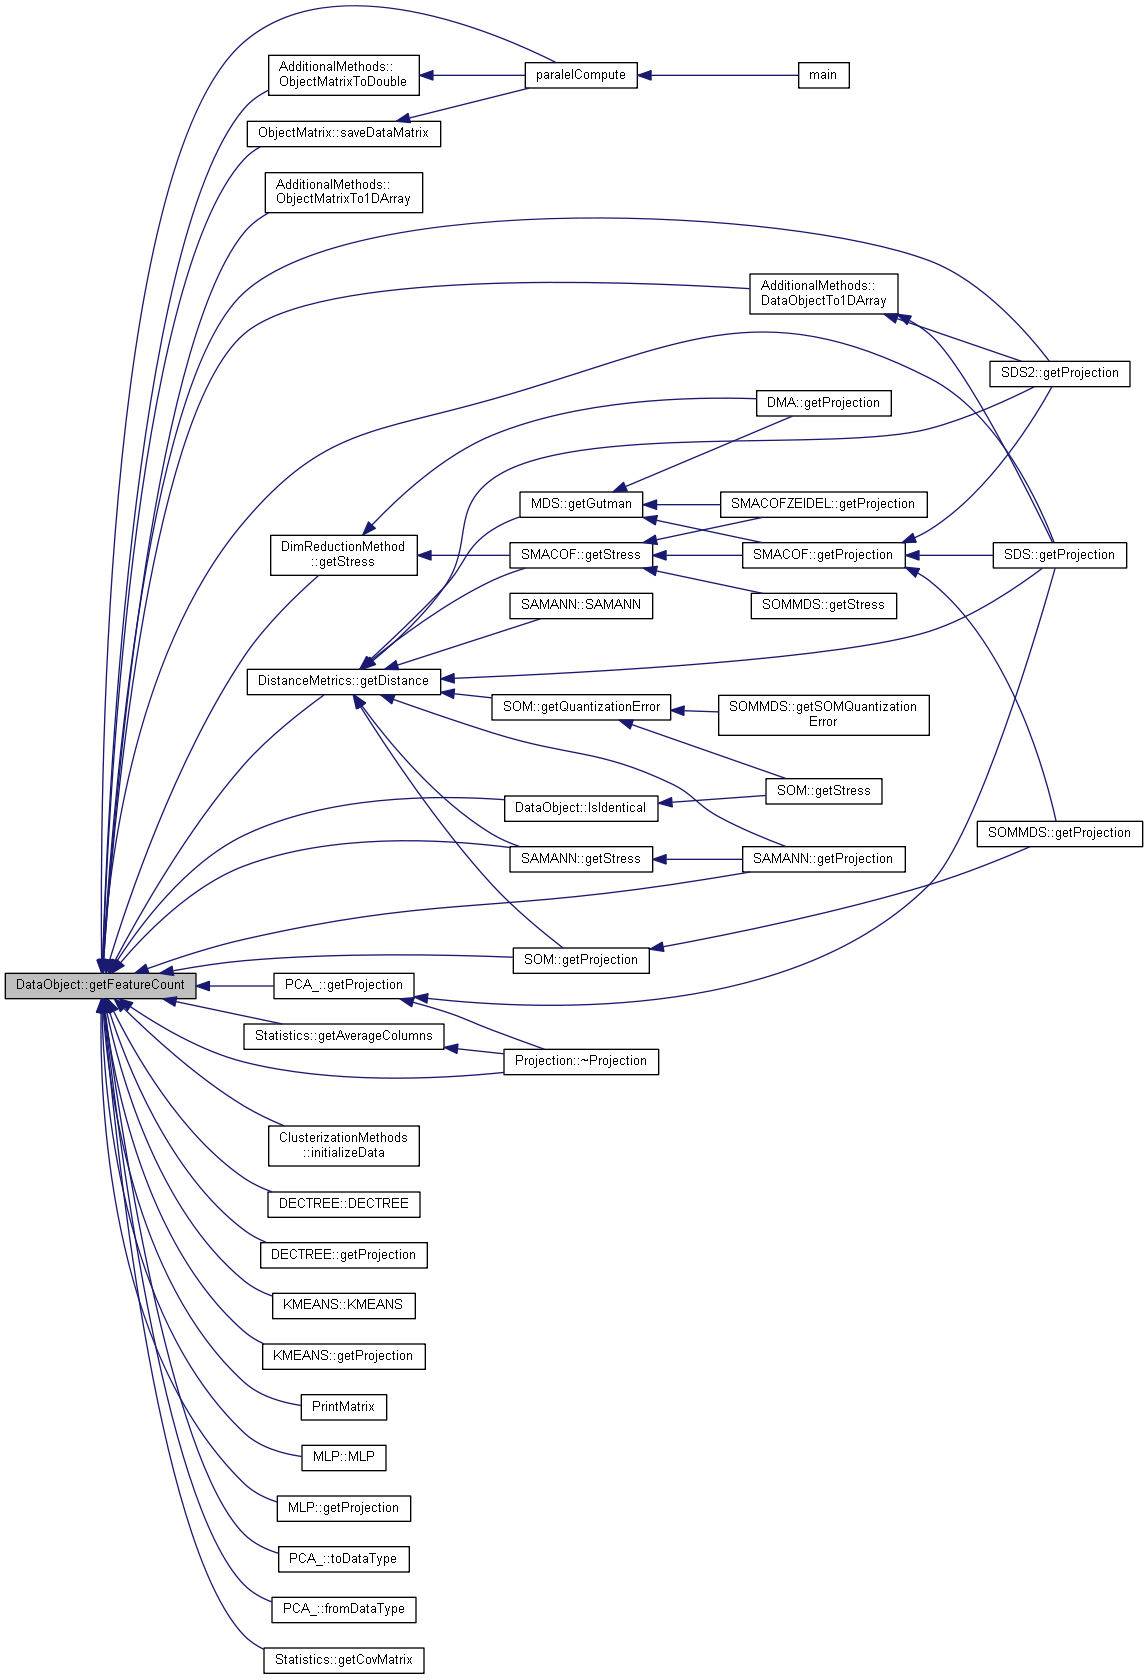 AdditionalMethods::
ObjectMatrixToDouble
paralelCompute
main
ObjectMatrix::saveDataMatrix
AdditionalMethods::
ObjectMatrixTo1DArray
AdditionalMethods::
DataObjectTo1DArray
SDS2::getProjection
DMA::getProjection
MDS::getGutman
SMACOFZEIDEL::getProjection
DimReductionMethod
::getStress
SMACOF::getStress
SMACOF::getProjection
SDS::getProjection
SAMANN::SAMANN
SOMMDS::getStress
DistanceMetrics::getDistance
SOM::getQuantizationError
SOMMDS::getSOMQuantization
Error
SOM::getStress
DataObject::IsIdentical
SOMMDS::getProjection
SAMANN::getStress
SAMANN::getProjection
SOM::getProjection
DataObject::getFeatureCount
PCA_::getProjection
Statistics::getAverageColumns
Projection::~Projection
ClusterizationMethods
::initializeData
DECTREE::DECTREE
DECTREE::getProjection
KMEANS::KMEANS
KMEANS::getProjection
PrintMatrix
MLP::MLP
MLP::getProjection
PCA_::toDataType
PCA_::fromDataType
Statistics::getCovMatrix